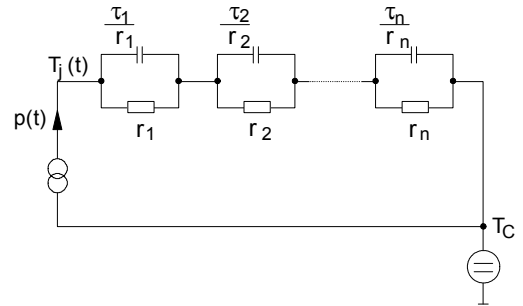 τ1 τ2 τn
r1 r2 rn
Tj(t)
r1 r2 rn
p(t)
TC